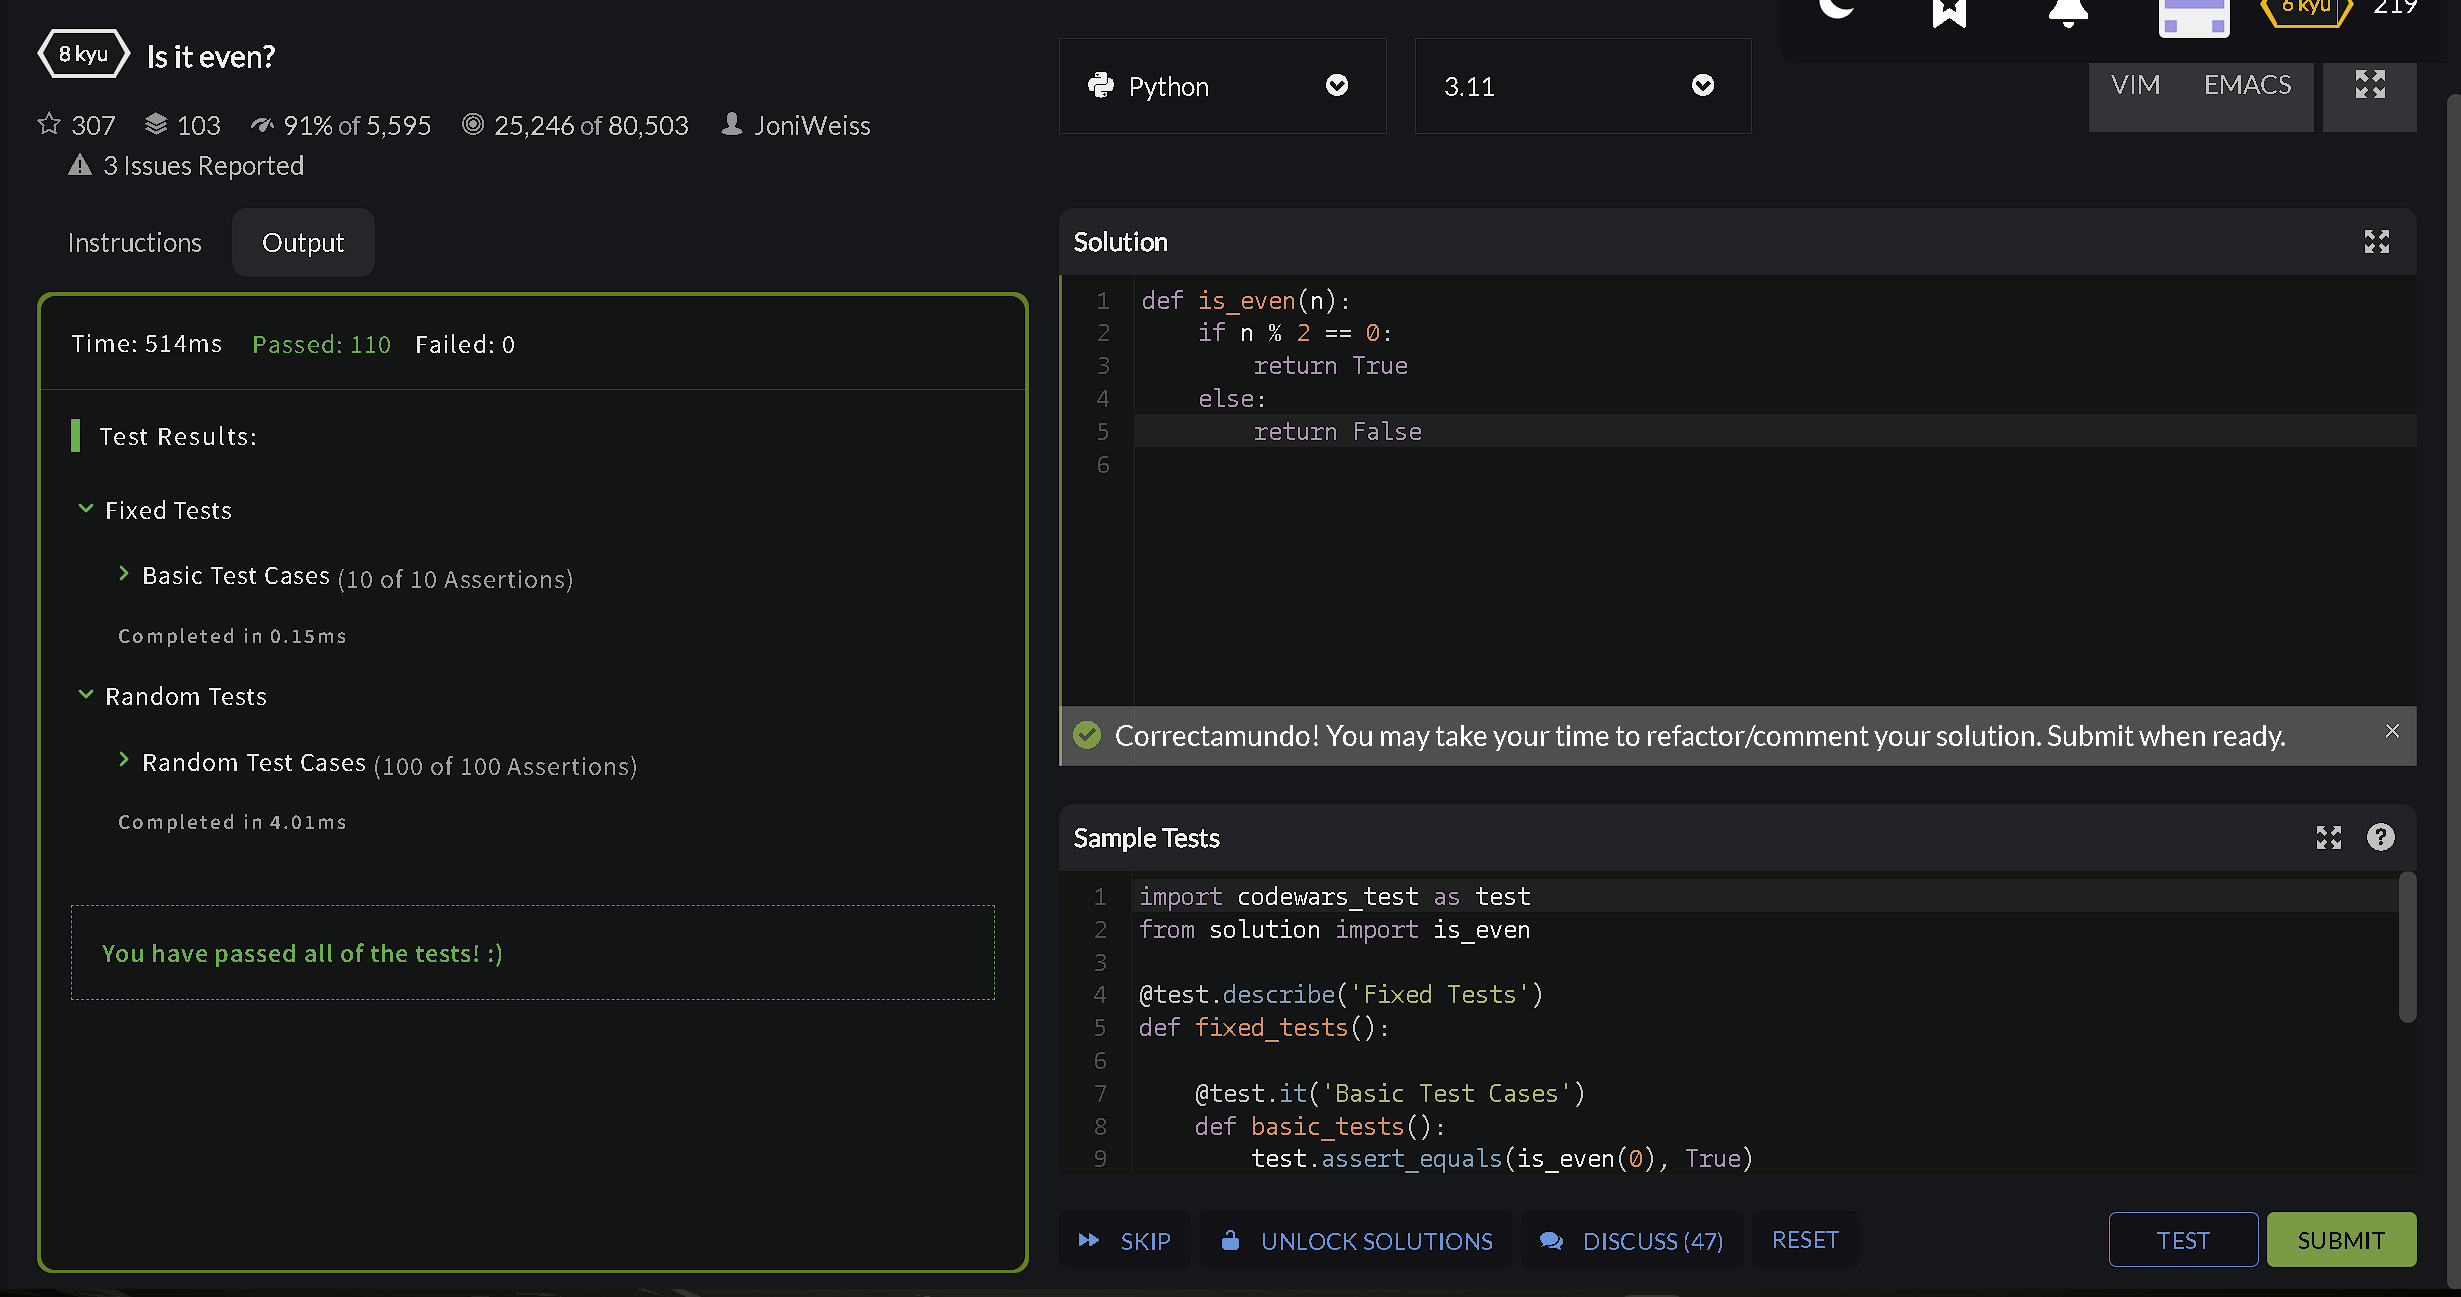 8 kyu Is it even?
307 103 91% of 5,595 25,246 of 80,503 JoniWeiss
3 Issues Reported
Instructions Output
Time: 514ms Passed: 110 Failed: 0
Test Results:
Fixed Tests
Basic Test Cases (10 of 10 Assertions)
Completed in 0.15ms
Random Tests
Random Test Cases (100 of 100 Assertions)
Completed in 4.01ms
You have passed all of the tests! :)
6 kyu 219
Python 3.11 VIM EMACS
Solution
1 def is_even(n):
2     if n % 2 == 0:
3         return True
4     else:
5         return False
6
Correctamundo! You may take your time to refactor/comment your solution. Submit when ready. ×
Sample Tests ?
1 import codewars_test as test
2 from solution import is_even
3
4 @test.describe('Fixed Tests')
5 def fixed_tests():
6
7     @test.it('Basic Test Cases')
8     def basic_tests():
9         test.assert_equals(is_even(0), True)
SKIP UNLOCK SOLUTIONS DISCUSS (47) RESET TEST SUBMIT